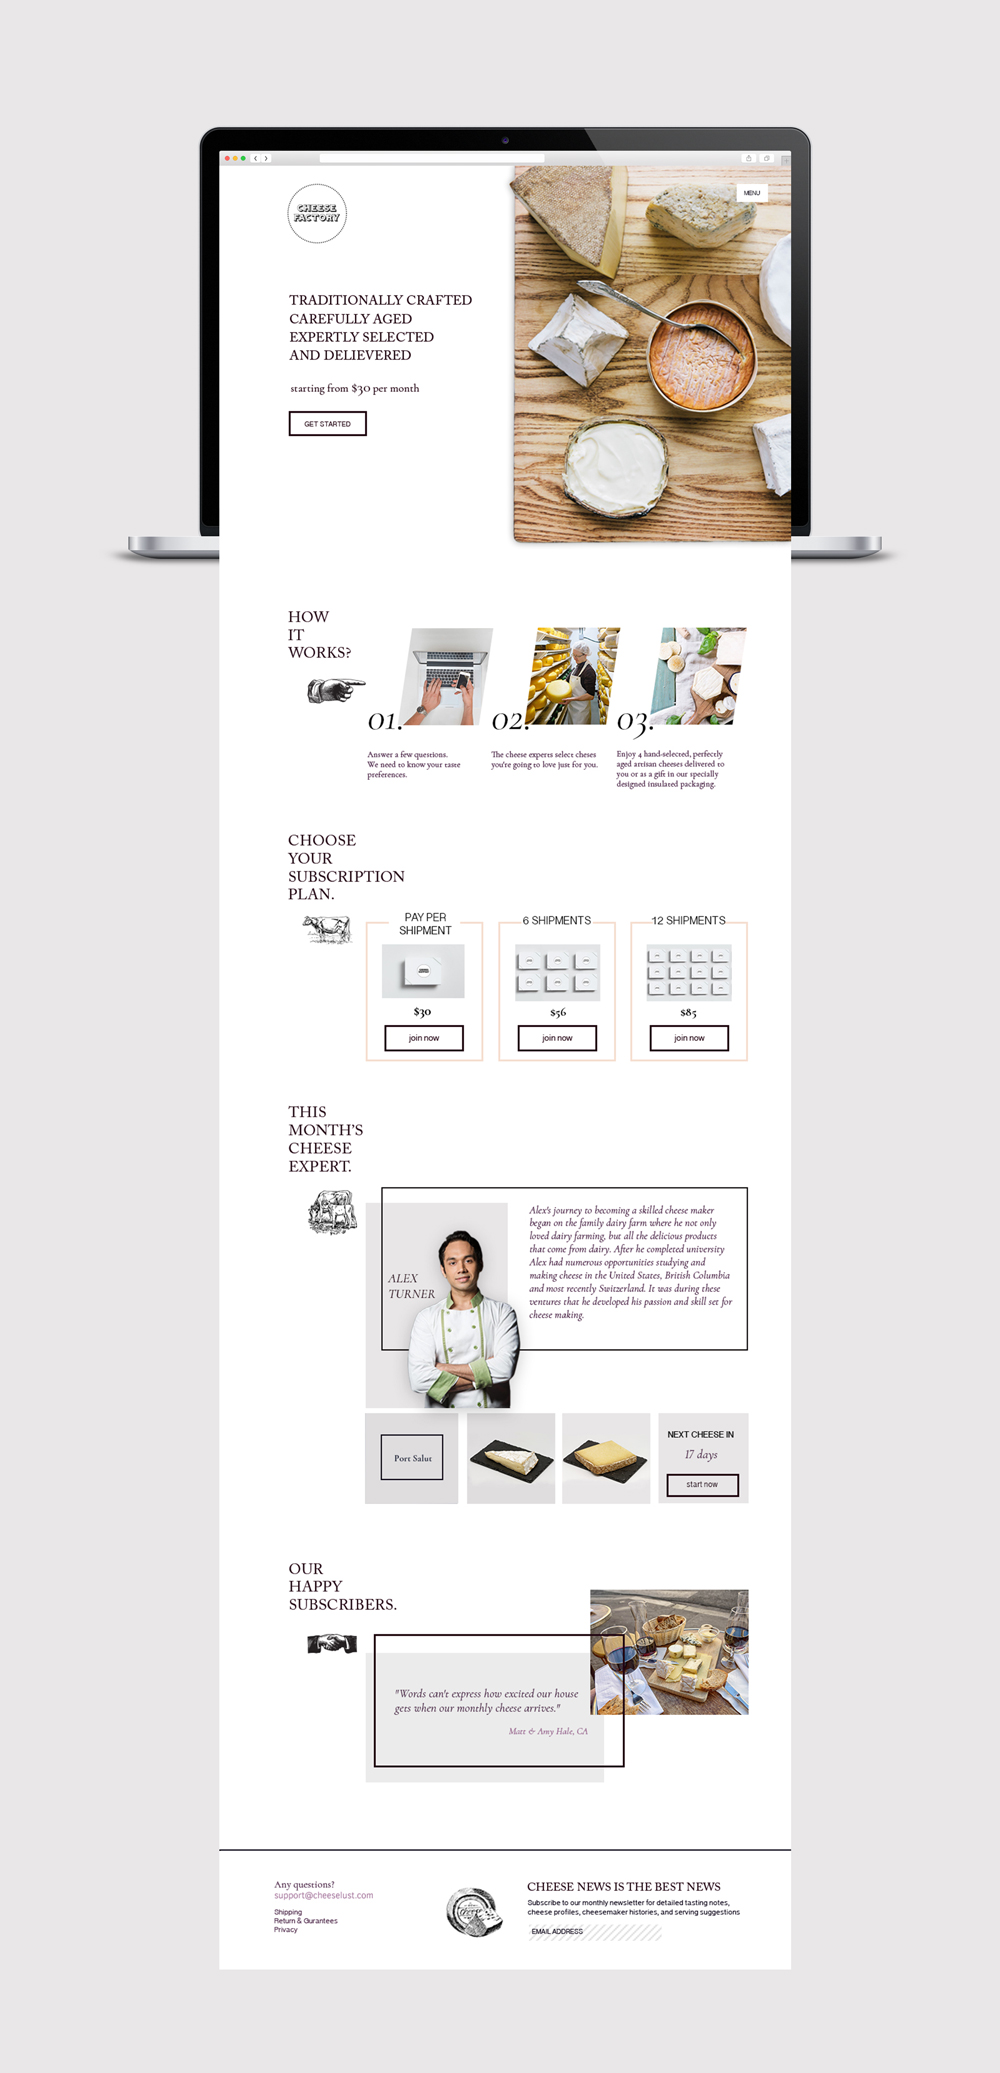 CHEESE
FACTORY
MENU
TRADITIONALLY CRAFTED
CAREFULLY AGED
EXPERTLY SELECTED
AND DELIEVERED
starting from $30 per month
GET STARTED
HOW
IT
WORKS?
01.
Answer a few questions.
We need to know your taste
preferences.
02.
The cheese experts select cheses
you're going to love just for you.
03.
Enjoy 4 hand-selected, perfectly
aged artisan cheeses delivered to
you or as a gift in our specially
designed insulated packaging.
CHOOSE
YOUR
SUBSCRIPTION
PLAN.
PAY PER
SHIPMENT
$30
join now
6 SHIPMENTS
$56
join now
12 SHIPMENTS
$85
join now
THIS
MONTH'S
CHEESE
EXPERT.
ALEX
TURNER
Alex's journey to becoming a skilled cheese maker
began on the family dairy farm where he not only
loved dairy farming, but all the delicious products
that come from dairy. After he completed university
Alex had numerous opportunities studying and
making cheese in the United States, British Columbia
and most recently Switzerland. It was during these
ventures that he developed his passion and skill set for
cheese making.
Port Salut
NEXT CHEESE IN
17 days
start now
OUR
HAPPY
SUBSCRIBERS.
"Words can't express how excited our house
gets when our monthly cheese arrives."
Matt & Amy Hale, CA
Any questions?
support@cheeselust.com
Shipping
Return & Gurantees
Privacy
CHEESE NEWS IS THE BEST NEWS
Subscribe to our monthly newsletter for detailed tasting notes,
cheese profiles, cheesemaker histories, and serving suggestions
EMAIL ADDRESS